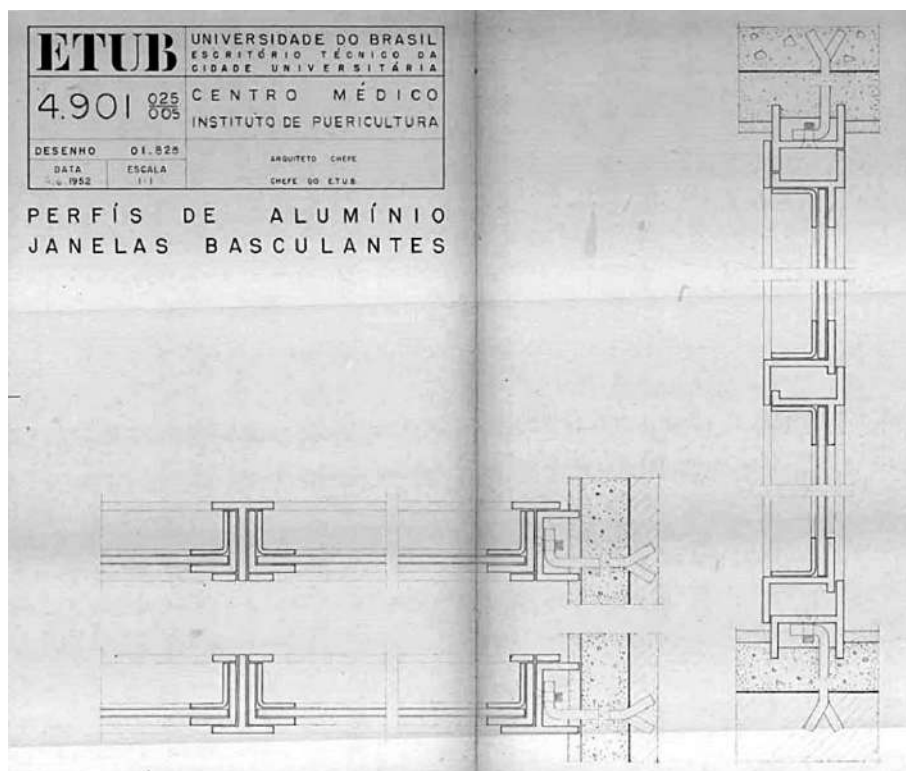 ETUB
UNIVERSIDADE DO BRASIL
ESCRITÓRIO TÉCNICO DA
CIDADE UNIVERSITÁRIA
4.901 025/005
CENTRO MÉDICO
INSTITUTO DE PUERICULTURA
DESENHO 01.828
ARQUITETO CHEFE
DATA ESCALA
1952 1:1
CHEFE DO E.T.U.B.
PERFÍS DE ALUMÍNIO
JANELAS BASCULANTES